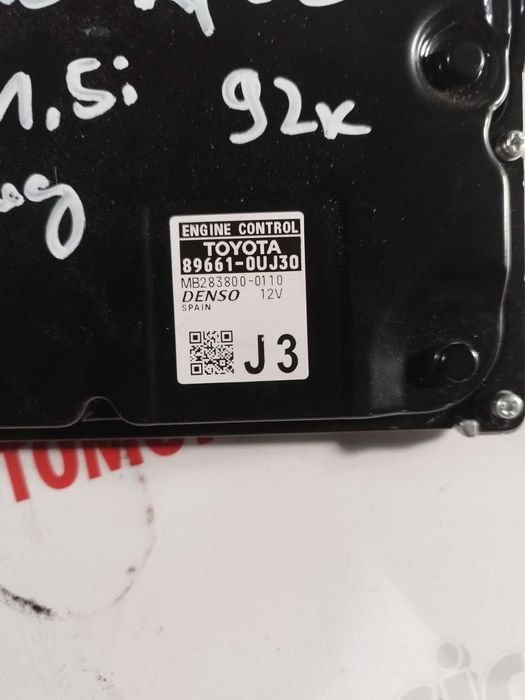 1,5i 92k
ENGINE CONTROL
TOYOTA
89661-0UJ30
MB283800-0110
DENSO 12V
SPAIN
J3